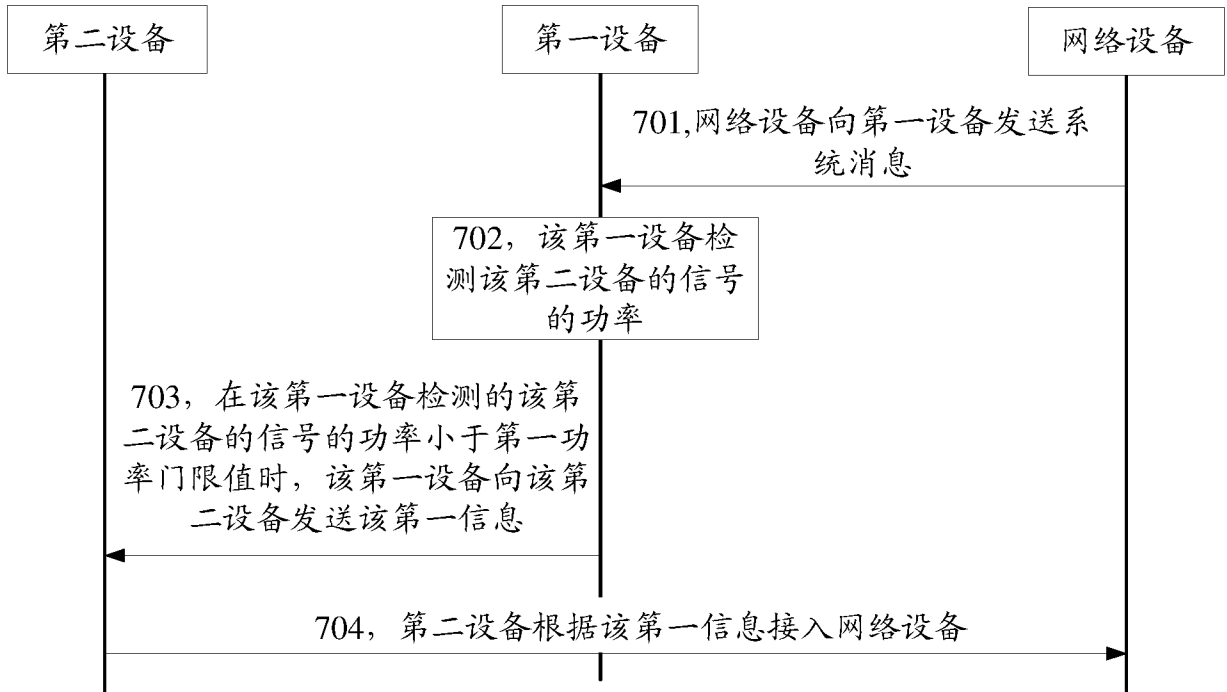 第二设备
第一设备
网络设备
701,网络设备向第一设备发送系
统消息
702，该第一设备检
测该第二设备的信号
的功率
703，在该第一设备检测的该第
二设备的信号的功率小于第一功
率门限值时，该第一设备向该第
二设备发送该第一信息
704，第二设备根据该第一信息接入网络设备